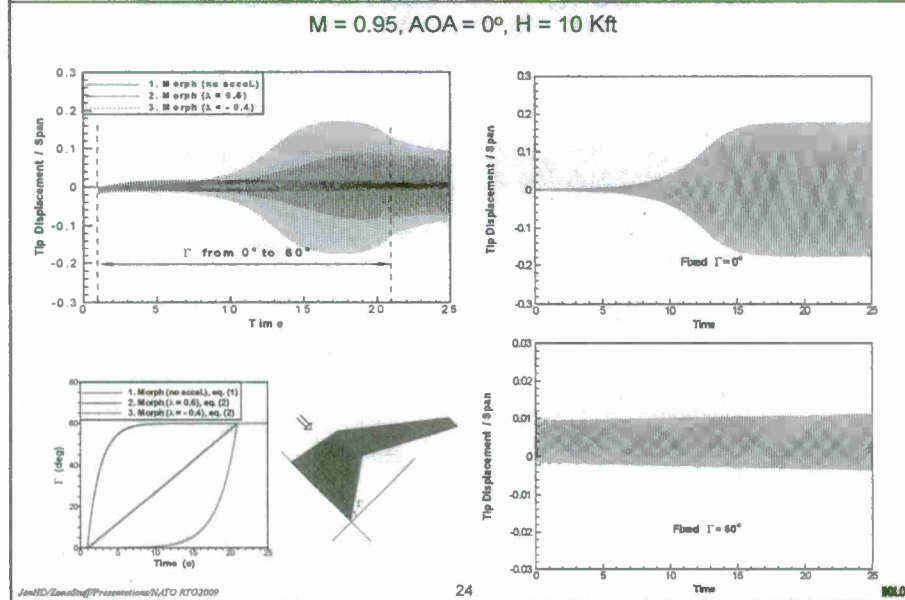 M = 0.95, AOA = 0°, H = 10 Kft
Tip Displacement / Span
0.3
0.2
0.1
0
-0.1
-0.2
-0.3
1. Morph (no accel.)
2. Morph (λ = 0.6)
3. Morph (λ = - 0.4)
Γ from 0° to 60°
0 5 10 15 20 25
Time
Tip Displacement / Span
0.3
0.2
0.1
0
-0.1
-0.2
-0.3
Fixed Γ = 0°
0 5 10 15 20 25
Time
Γ (deg)
80
60
40
20
0
1. Morph (no accel.), eq. (1)
2. Morph (λ = 0.6), eq. (2)
3. Morph (λ = - 0.4), eq. (2)
5 10 15 20 25
Time (s)
Γ
Tip Displacement / Span
0.03
0.02
0.01
0
-0.01
-0.02
-0.03
Fixed Γ = 60°
0 5 10 15 20 25
Time
JenHD/ZonaStuff/Presentations/NATO RTO2009
24